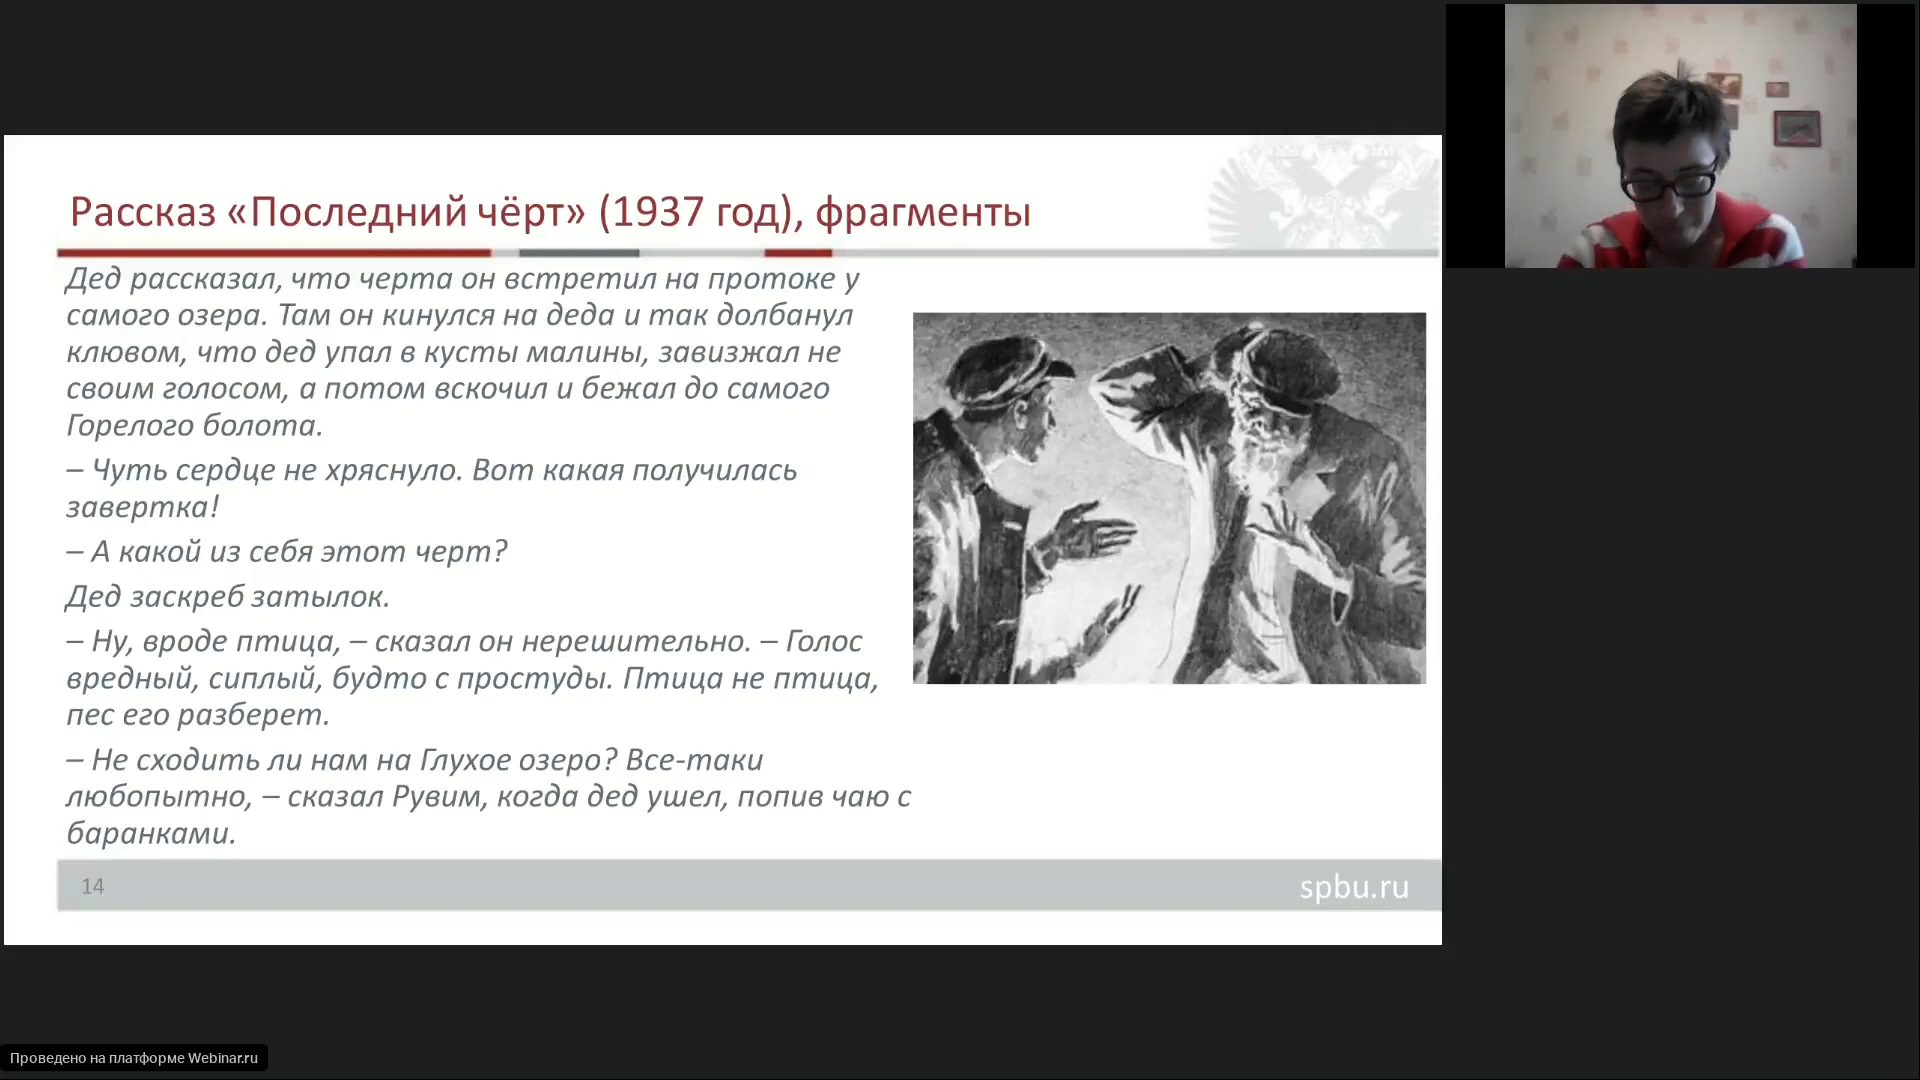 Рассказ «Последний чёрт» (1937 год), фрагменты
Дед рассказал, что черта он встретил на протоке у
самого озера. Там он кинулся на деда и так долбанул
клювом, что дед упал в кусты малины, завизжал не
своим голосом, а потом вскочил и бежал до самого
Горелого болота.
– Чуть сердце не хряснуло. Вот какая получилась
завертка!
– А какой из себя этот черт?
Дед заскреб затылок.
– Ну, вроде птица, – сказал он нерешительно. – Голос
вредный, сиплый, будто с простуды. Птица не птица,
пес его разберет.
– Не сходить ли нам на Глухое озеро? Все-таки
любопытно, – сказал Рувим, когда дед ушел, попив чаю с
баранками.
14
spbu.ru
Проведено на платформе Webinar.ru